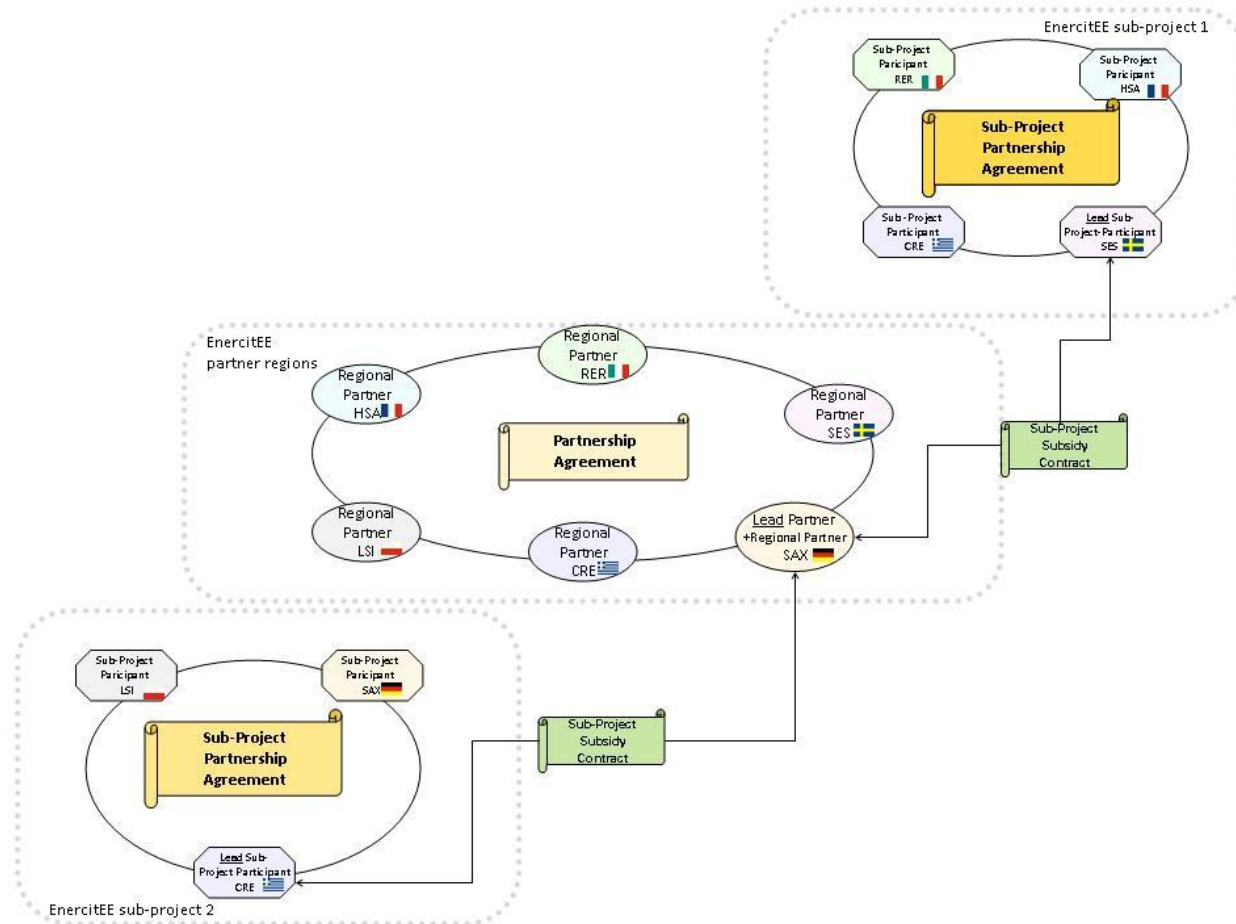 EnercitEE sub-project 1
Sub-Project
Paricipant
RER
Sub-Project
Paricipant
HSA
Sub-Project
Partnership
Agreement
Sub-Project
Participant
CRE
Lead Sub-
Project-Participant
SES
EnercitEE
partner regions
Regional
Partner
RER
Regional
Partner
HSA
Regional
Partner
SES
Partnership
Agreement
Sub-Project
Subsidy
Contract
Regional
Partner
LSI
Regional
Partner
CRE
Lead Partner
+Regional Partner
SAX
Sub-Project
Paricipant
LSI
Sub-Project
Paricipant
SAX
Sub-Project
Partnership
Agreement
Sub-Project
Subsidy
Contract
Lead Sub-
Project Participant
CRE
EnercitEE sub-project 2